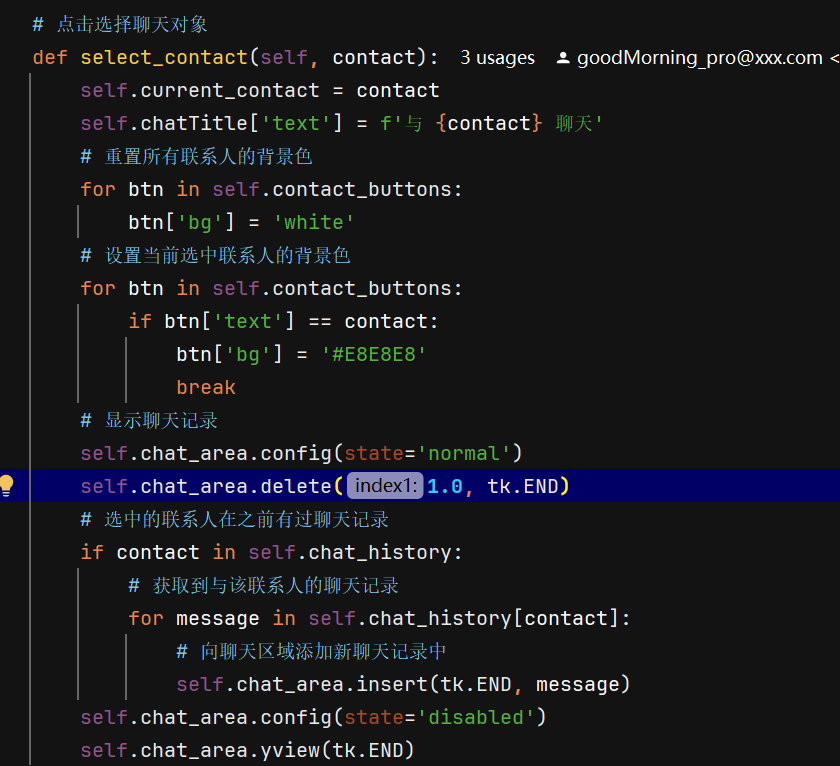 # 点击选择聊天对象
def select_contact(self, contact): 3 usages goodMorning_pro@xxx.com <
self.current_contact = contact
self.chatTitle['text'] = f'与 {contact} 聊天'
# 重置所有联系人的背景色
for btn in self.contact_buttons:
btn['bg'] = 'white'
# 设置当前选中联系人的背景色
for btn in self.contact_buttons:
if btn['text'] == contact:
btn['bg'] = '#E8E8E8'
break
# 显示聊天记录
self.chat_area.config(state='normal')
self.chat_area.delete(index1: 1.0, tk.END)
# 选中的联系人在之前有过聊天记录
if contact in self.chat_history:
# 获取到与该联系人的聊天记录
for message in self.chat_history[contact]:
# 向聊天区域添加新聊天记录中
self.chat_area.insert(tk.END, message)
self.chat_area.config(state='disabled')
self.chat_area.yview(tk.END)